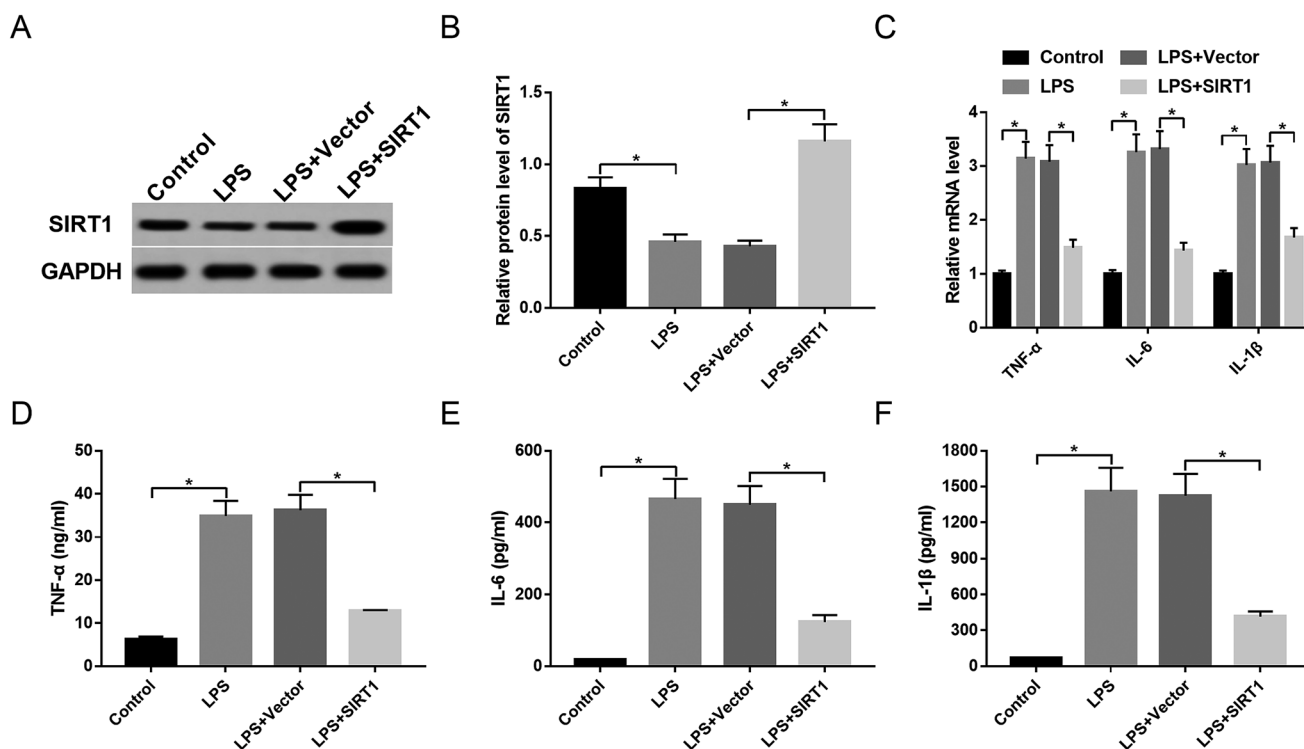 A
Control
LPS
LPS+Vector
LPS+SIRT1
SIRT1
GAPDH
B
Relative protein level of SIRT1
1.5
1.0
0.5
0.0
*
*
Control
LPS
LPS+Vector
LPS+SIRT1
C
Control
LPS+Vector
LPS
LPS+SIRT1
Relative mRNA level
4
3
2
1
0
* * * * * *
TNF-α
IL-6
IL-1β
D
TNF-α (ng/ml)
50
40
30
20
10
0
*
*
Control
LPS
LPS+Vector
LPS+SIRT1
E
IL-6 (pg/ml)
600
400
200
0
*
*
Control
LPS
LPS+Vector
LPS+SIRT1
F
IL-1β (pg/ml)
1800
1500
1200
900
600
300
0
*
*
Control
LPS
LPS+Vector
LPS+SIRT1